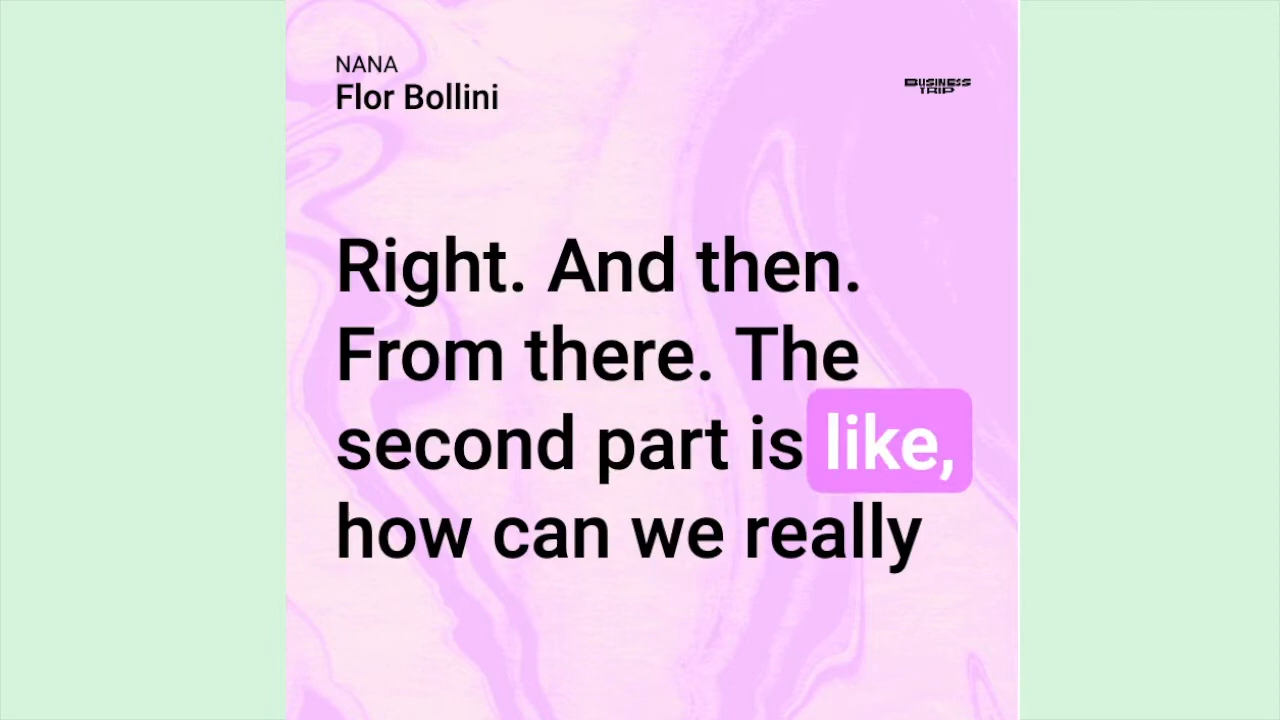 NANA
Flor Bollini
BUSINESS
TRIP
Right. And then.
From there. The
second part is like,
how can we really